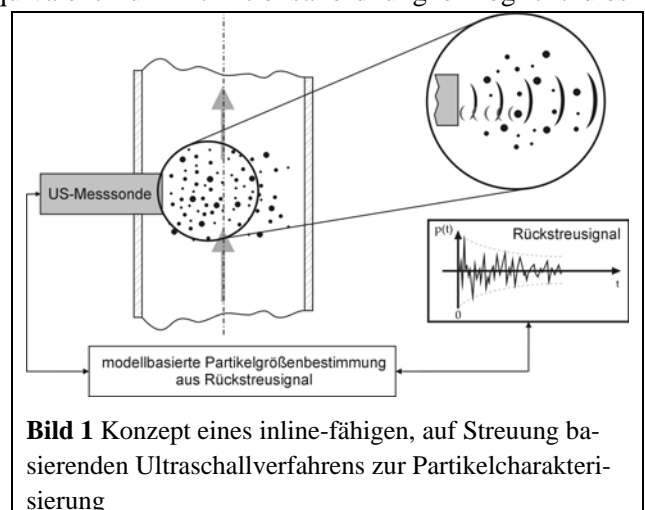 US-Messsonde
P(t)
Rückstreusignal
t
0
modellbasierte Partikelgrößenbestimmung
aus Rückstreusignal
Bild 1 Konzept eines inline-fähigen, auf Streuung ba-
sierenden Ultraschallverfahrens zur Partikelcharakteri-
sierung